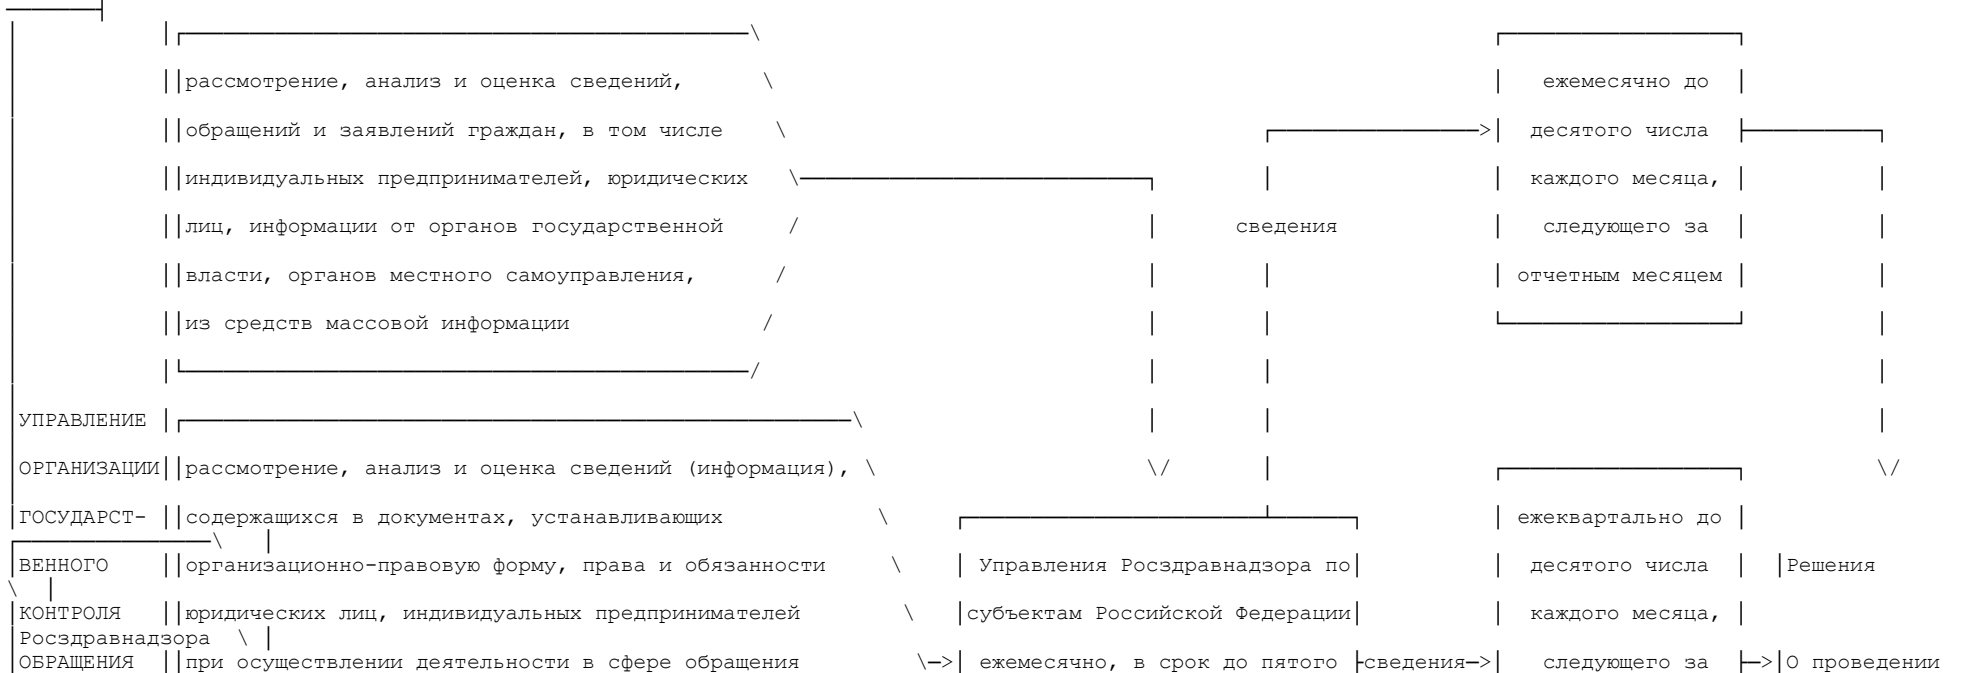 рассмотрение, анализ и оценка сведений, ежемесячно до
обращений и заявлений граждан, в том числе десятого числа
индивидуальных предпринимателей, юридических каждого месяца,
лиц, информации от органов государственной сведения следующего за
власти, органов местного самоуправления, отчетным месяцем
из средств массовой информации
УПРАВЛЕНИЕ
ОРГАНИЗАЦИИ рассмотрение, анализ и оценка сведений (информация),
ГОСУДАРСТ- содержащихся в документах, устанавливающих ежеквартально до
ВЕННОГО организационно-правовую форму, права и обязанности Управления Росздравнадзора по десятого числа Решения
КОНТРОЛЯ юридических лиц, индивидуальных предпринимателей субъектам Российской Федерации каждого месяца,
Росздравнадзора
ОБРАЩЕНИЯ при осуществлении деятельности в сфере обращения ежемесячно, в срок до пятого сведения следующего за О проведении